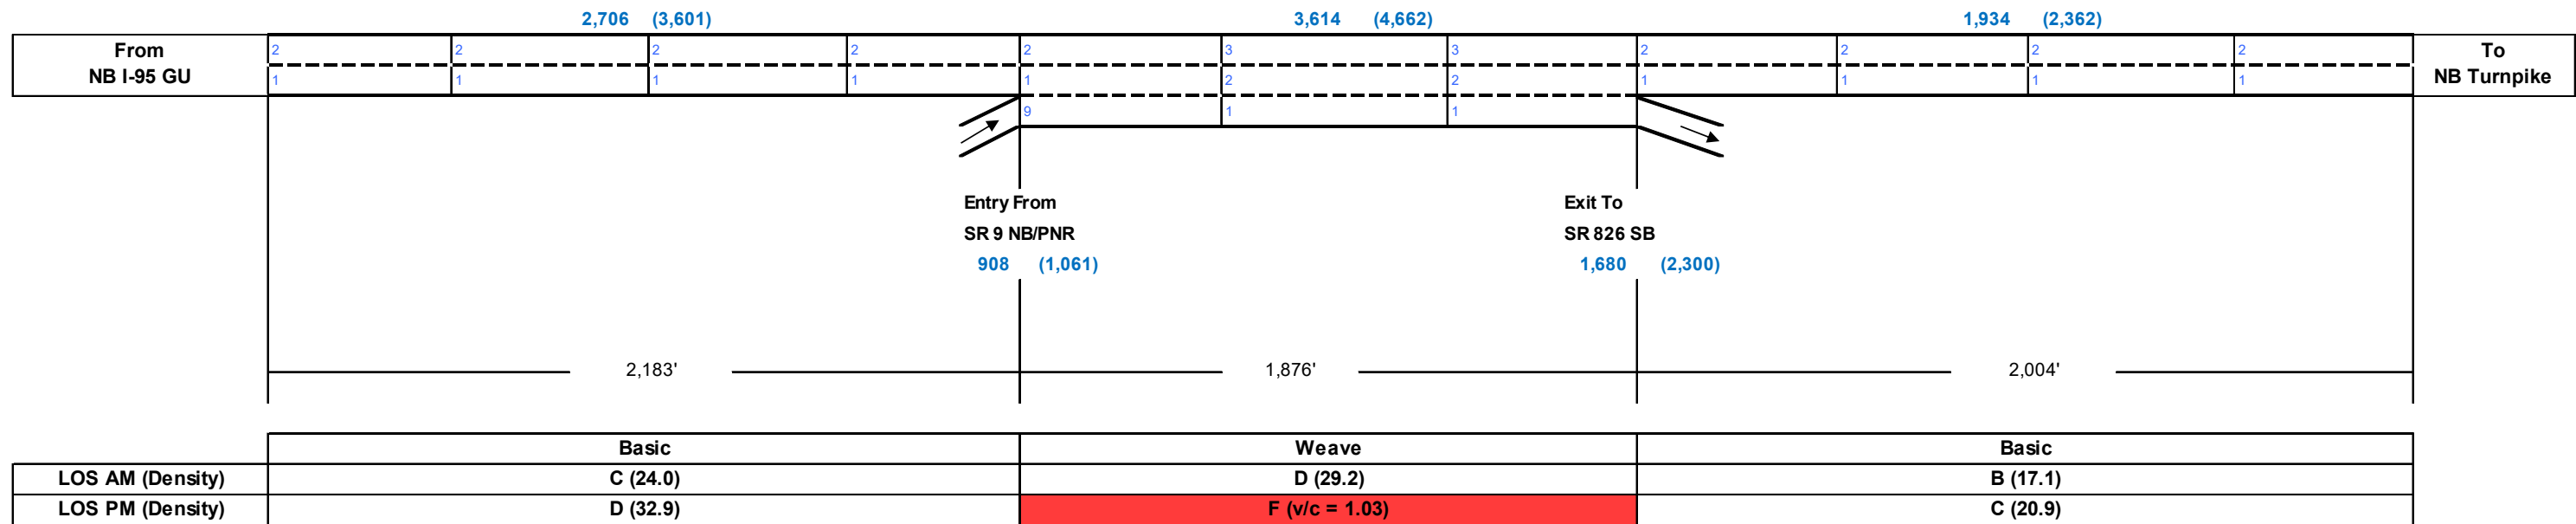 2,706 (3,601) 3,614 (4,662) 1,934 (2,362)
From NB I-95 GU
2 2 2 2 2 3 3 2 2 2 2
To NB Turnpike
1 1 1 1 1 2 2 1 1 1 1
9 1 1
Entry From
SR 9 NB/PNR
908 (1,061)
Exit To
SR 826 SB
1,680 (2,300)
2,183' 1,876' 2,004'
Basic Weave Basic
LOS AM (Density) C (24.0) D (29.2) B (17.1)
LOS PM (Density) D (32.9) F (v/c = 1.03) C (20.9)